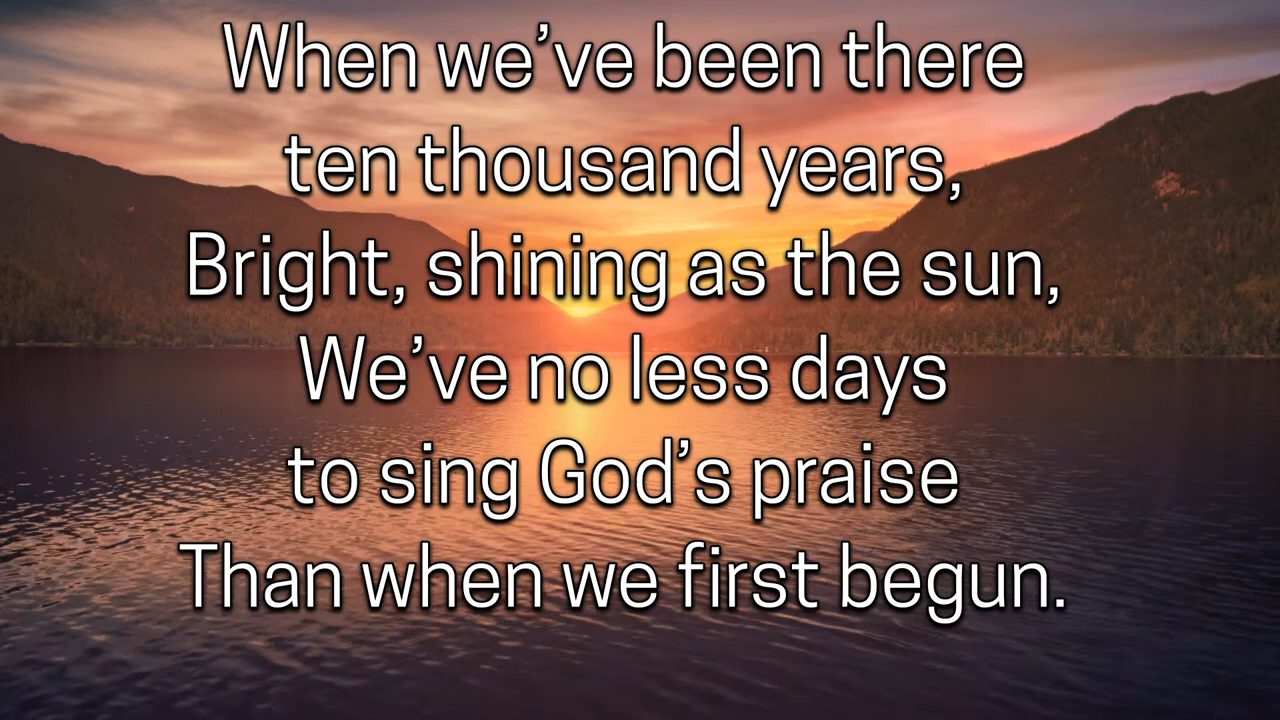 When we’ve been there
ten thousand years,
Bright, shining as the sun,
We’ve no less days
to sing God’s praise
Than when we first begun.